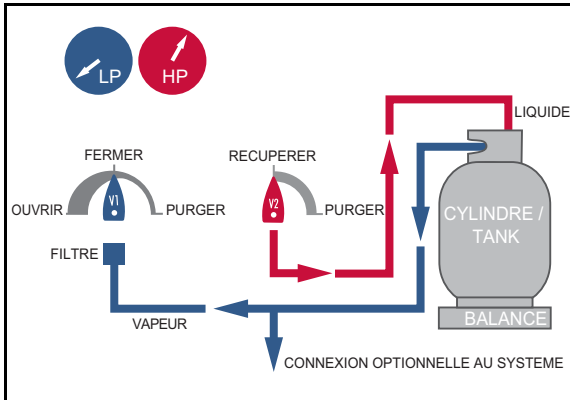 LP
HP
LIQUIDE
FERMER
RECUPERER
V1
V2
OUVRIR
PURGER
PURGER
CYLINDRE /
TANK
FILTRE
BALANCE
VAPEUR
CONNEXION OPTIONNELLE AU SYSTEME